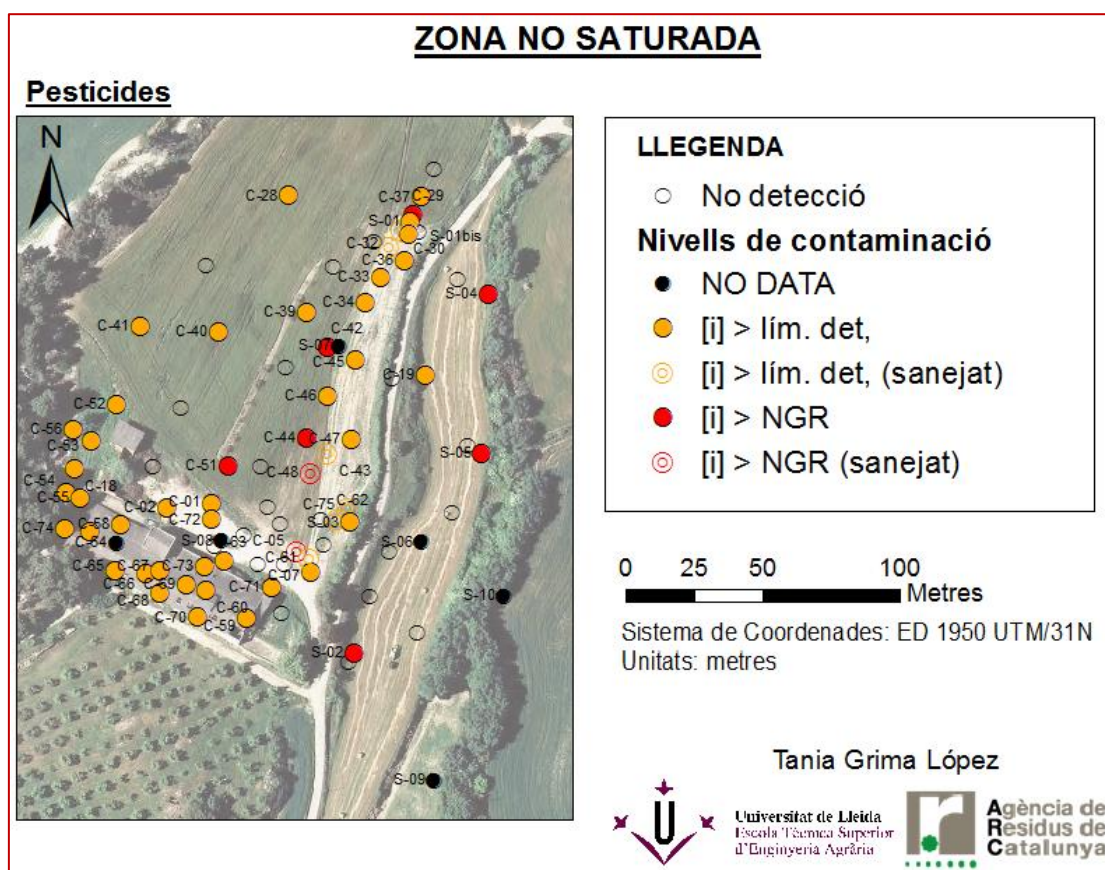 ZONA NO SATURADA
Pesticides
N
C-28
C-37
C-29
S-01
S-01bis
C-32
C-30
C-36
C-33
S-04
C-34
C-39
C-41
C-40
C-42
S-07
C-45
C-19
C-46
C-52
C-56
C-53
C-44
C-47
S-05
C-51
C-48
C-43
C-54
C-18
C-55
C-02
C-01
C-75
C-62
C-72
S-03
C-74
C-58
C-64
S-08
C-63
C-05
S-06
C-61
C-65
C-67
C-73
C-07
C-66
C-69
C-71
C-68
C-60
S-10
C-70
C-59
S-02
S-09
LLEGENDA
No detecció
Nivells de contaminació
NO DATA
[i] > lím. det,
[i] > lím. det, (sanejat)
[i] > NGR
[i] > NGR (sanejat)
0 25 50 100
Metres
Sistema de Coordenades: ED 1950 UTM/31N
Unitats: metres
Tania Grima López
U
Universitat de Lleida
Escola Tècnica Superior
d'Enginyeria Agrària
r
Agència de
Residus de
Catalunya